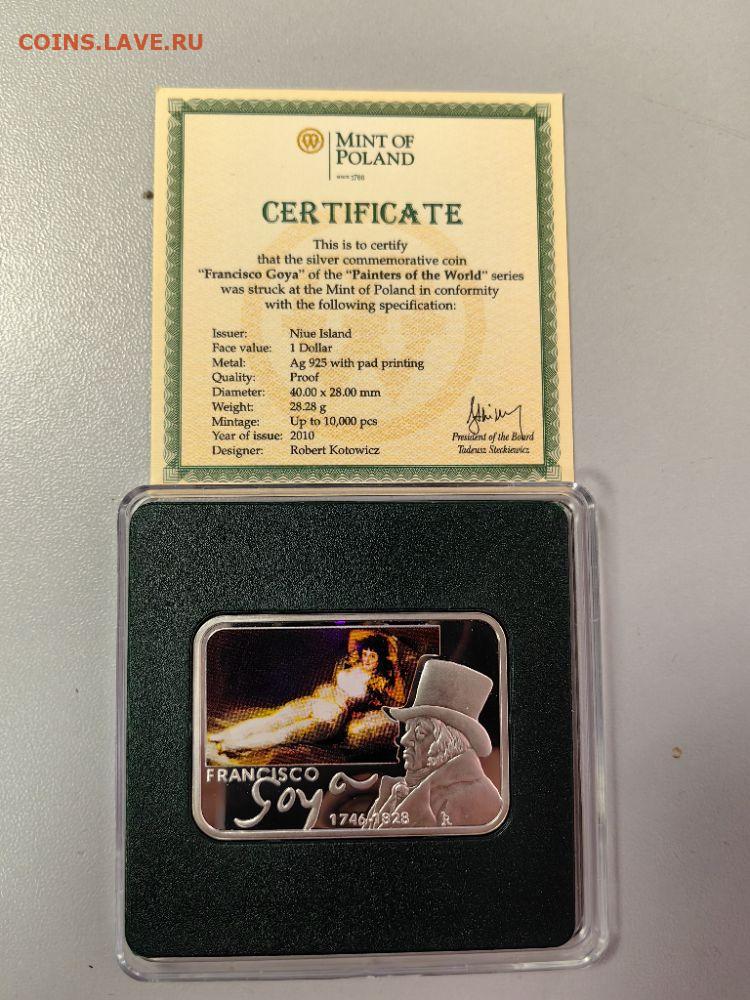 COINS.LAVE.RU
MINT OF
POLAND
SINCE 1766
CERTIFICATE
This is to certify
that the silver commemorative coin
"Francisco Goya" of the "Painters of the World" series
was struck at the Mint of Poland in conformity
with the following specification:
Issuer: Niue Island
Face value: 1 Dollar
Metal: Ag 925 with pad printing
Quality: Proof
Diameter: 40.00 x 28.00 mm
Weight: 28.28 g
Mintage: Up to 10,000 pcs
Year of issue: 2010
Designer: Robert Kotowicz
President of the Board
Tadeusz Steckiewicz
FRANCISCO
Goya
1746-1828